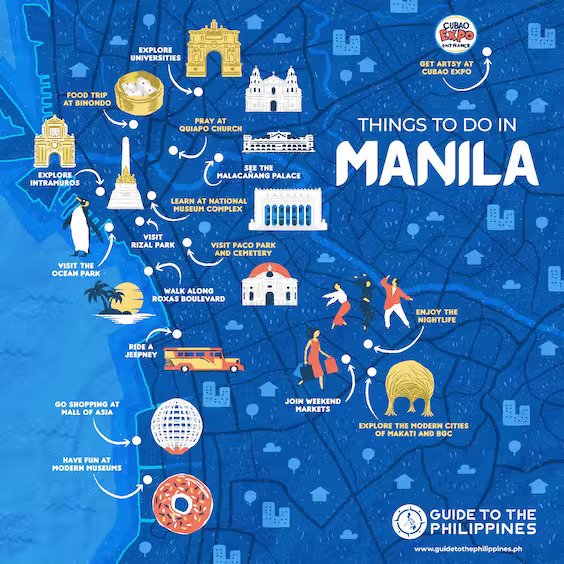 CUBAO
EXPO
ENTRANCE
GET ARTSY AT
CUBAO EXPO
EXPLORE
UNIVERSITIES
FOOD TRIP
AT BINONDO
PRAY AT
QUIAPO CHURCH
THINGS TO DO IN
MANILA
SEE THE
MALACAÑANG PALACE
EXPLORE
INTRAMUROS
LEARN AT NATIONAL
MUSEUM COMPLEX
VISIT
RIZAL PARK
VISIT PACO PARK
AND CEMETERY
VISIT THE
OCEAN PARK
WALK ALONG
ROXAS BOULEVARD
ENJOY THE
NIGHTLIFE
RIDE A
JEEPNEY
JOIN WEEKEND
MARKETS
EXPLORE THE MODERN CITIES
OF MAKATI AND BGC
GO SHOPPING AT
MALL OF ASIA
HAVE FUN AT
MODERN MUSEUMS
GUIDE TO THE
PHILIPPINES
www.guidetothephilippines.ph